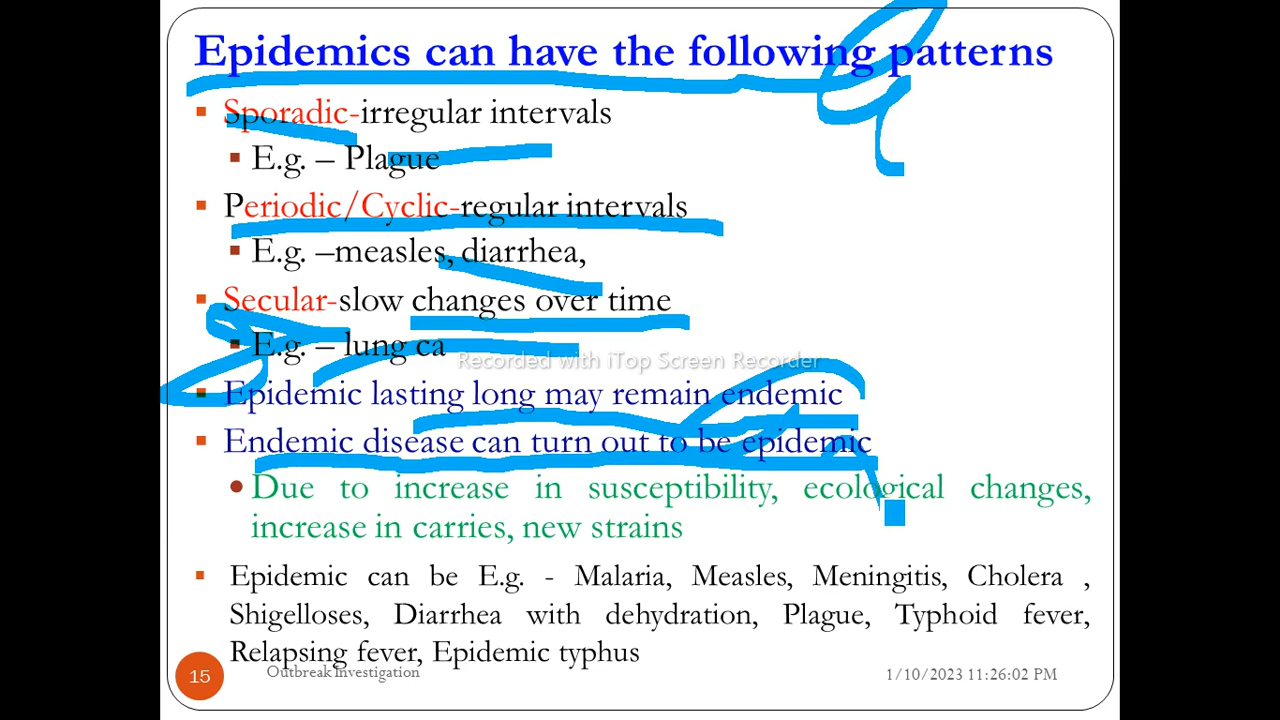 Epidemics can have the following patterns
Sporadic-irregular intervals
E.g. – Plague
Periodic/Cyclic-regular intervals
E.g. –measles, diarrhea,
Secular-slow changes over time
E.g. – lung ca
Recorded with iTop Screen Recorder
Epidemic lasting long may remain endemic
Endemic disease can turn out to be epidemic
Due to increase in susceptibility, ecological changes,
increase in carries, new strains
Epidemic can be E.g. - Malaria, Measles, Meningitis, Cholera ,
Shigelloses, Diarrhea with dehydration, Plague, Typhoid fever,
Relapsing fever, Epidemic typhus
15 Outbreak Investigation 1/10/2023 11:26:02 PM